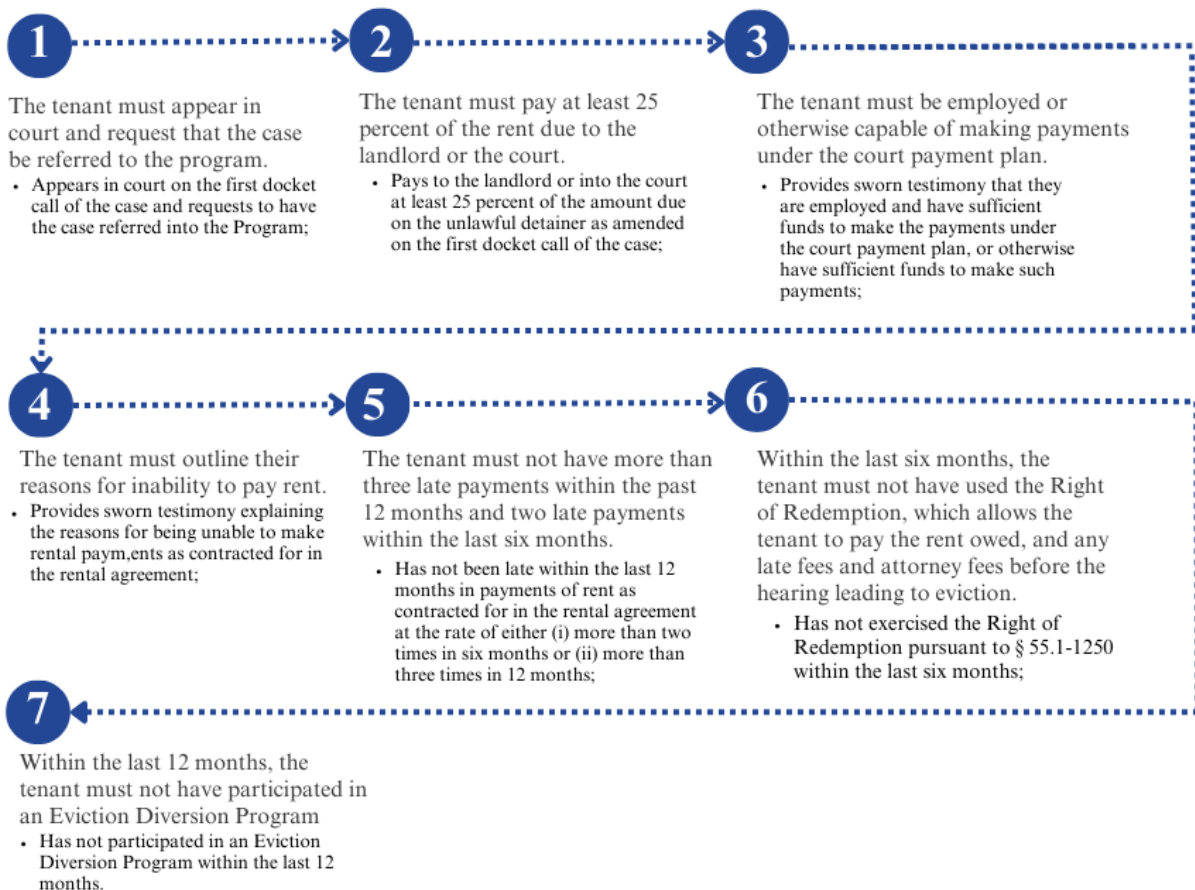 1
The tenant must appear in
court and request that the case
be referred to the program.
• Appears in court on the first docket
call of the case and requests to have
the case referred into the Program;
2
The tenant must pay at least 25
percent of the rent due to the
landlord or the court.
• Pays to the landlord or into the court
at least 25 percent of the amount due
on the unlawful detainer as amended
on the first docket call of the case;
3
The tenant must be employed or
otherwise capable of making payments
under the court payment plan.
• Provides sworn testimony that they
are employed and have sufficient
funds to make the payments under
the court payment plan, or otherwise
have sufficient funds to make such
payments;
4
The tenant must outline their
reasons for inability to pay rent.
• Provides sworn testimony explaining
the reasons for being unable to make
rental paym,ents as contracted for in
the rental agreement;
5
The tenant must not have more than
three late payments within the past
12 months and two late payments
within the last six months.
• Has not been late within the last 12
months in payments of rent as
contracted for in the rental agreement
at the rate of either (i) more than two
times in six months or (ii) more than
three times in 12 months;
6
Within the last six months, the
tenant must not have used the Right
of Redemption, which allows the
tenant to pay the rent owed, and any
late fees and attorney fees before the
hearing leading to eviction.
• Has not exercised the Right of
Redemption pursuant to § 55.1-1250
within the last six months;
7
Within the last 12 months, the
tenant must not have participated in
an Eviction Diversion Program
• Has not participated in an Eviction
Diversion Program within the last 12
months.